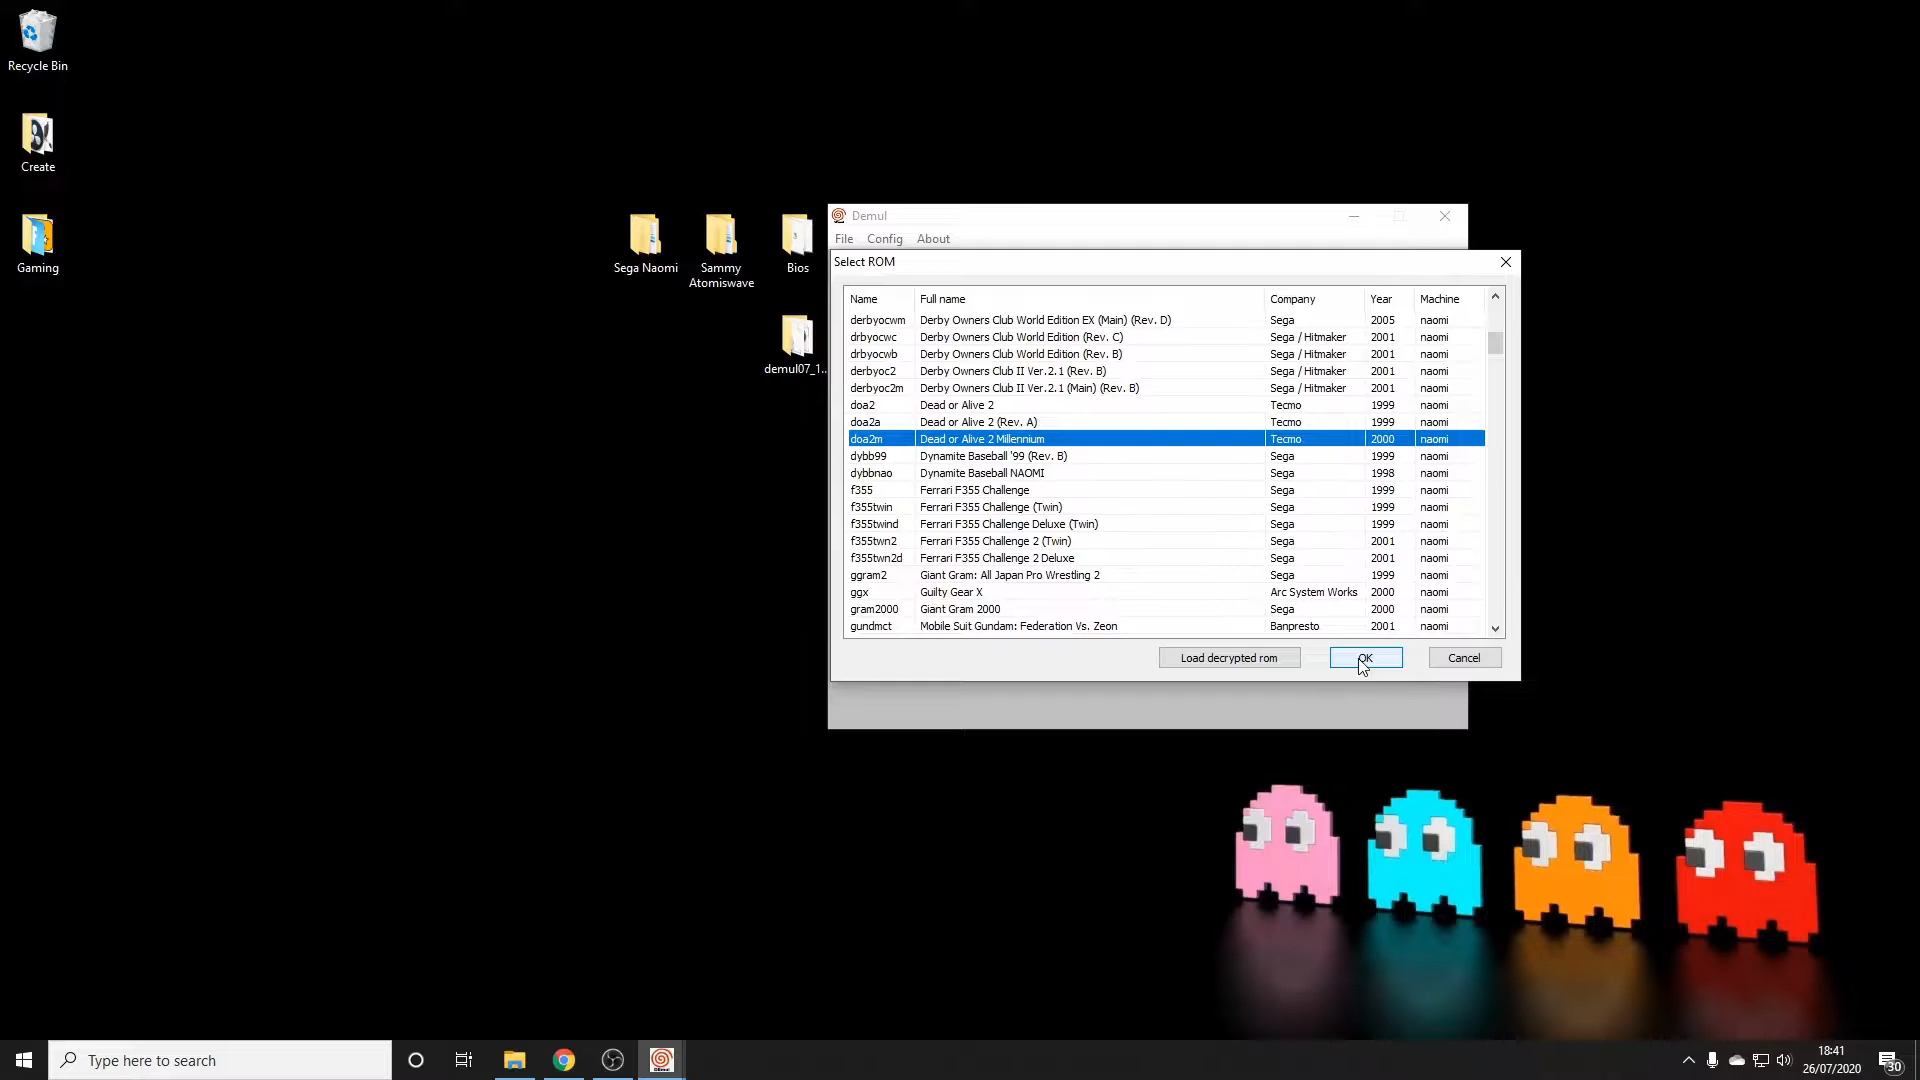 Recycle Bin
Create
Gaming
Sega Naomi
Sammy
Atomiswave
Bios
demul07_1...
Demul
File Config About
Select ROM
Name Full name Company Year Machine
derbyocwm Derby Owners Club World Edition EX (Main) (Rev. D) Sega 2005 naomi
drbyocwc Derby Owners Club World Edition (Rev. C) Sega / Hitmaker 2001 naomi
drbyocwb Derby Owners Club World Edition (Rev. B) Sega / Hitmaker 2001 naomi
derbyoc2 Derby Owners Club II Ver.2.1 (Rev. B) Sega / Hitmaker 2001 naomi
derbyoc2m Derby Owners Club II Ver.2.1 (Main) (Rev. B) Sega / Hitmaker 2001 naomi
doa2 Dead or Alive 2 Tecmo 1999 naomi
doa2a Dead or Alive 2 (Rev. A) Tecmo 1999 naomi
doa2m Dead or Alive 2 Millennium Tecmo 2000 naomi
dybb99 Dynamite Baseball '99 (Rev. B) Sega 1999 naomi
dybbnao Dynamite Baseball NAOMI Sega 1998 naomi
f355 Ferrari F355 Challenge Sega 1999 naomi
f355twin Ferrari F355 Challenge (Twin) Sega 1999 naomi
f355twind Ferrari F355 Challenge Deluxe (Twin) Sega 1999 naomi
f355twn2 Ferrari F355 Challenge 2 (Twin) Sega 2001 naomi
f355twn2d Ferrari F355 Challenge 2 Deluxe Sega 2001 naomi
ggram2 Giant Gram: All Japan Pro Wrestling 2 Sega 1999 naomi
ggx Guilty Gear X Arc System Works 2000 naomi
gram2000 Giant Gram 2000 Sega 2000 naomi
gundmct Mobile Suit Gundam: Federation Vs. Zeon Banpresto 2001 naomi
Load decrypted rom OK Cancel
Type here to search
18:41
26/07/2020
30